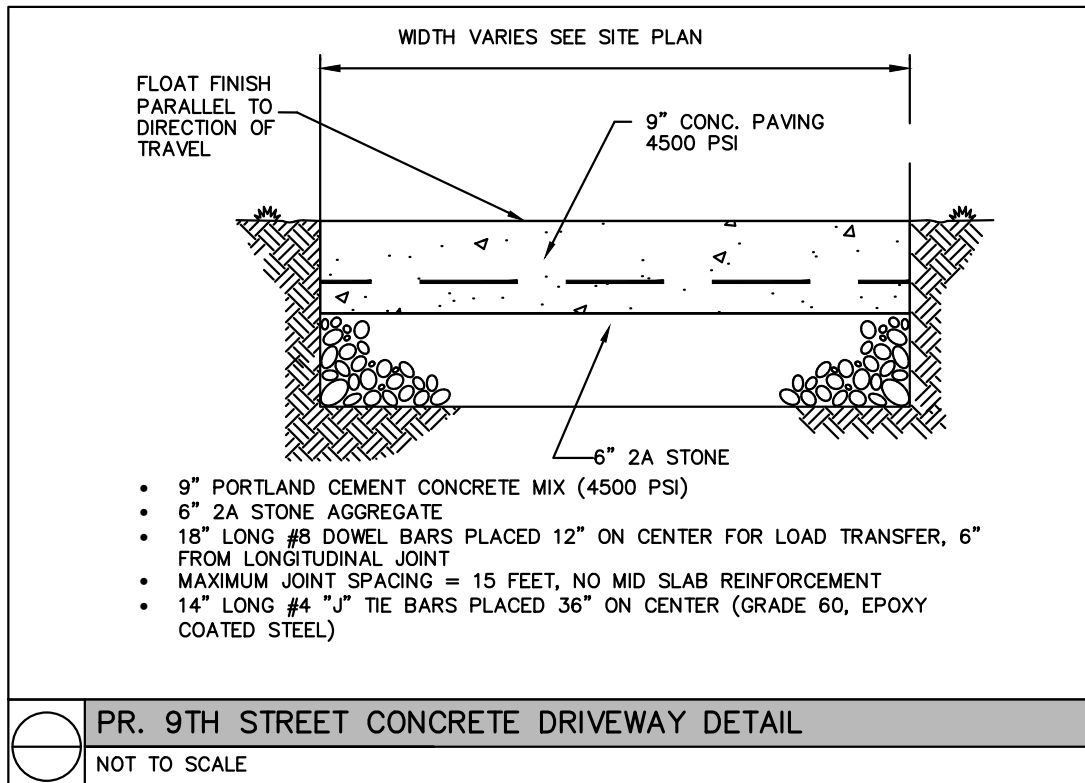 WIDTH VARIES SEE SITE PLAN
FLOAT FINISH
PARALLEL TO
DIRECTION OF
TRAVEL
9” CONC. PAVING
4500 PSI
6” 2A STONE
• 9” PORTLAND CEMENT CONCRETE MIX (4500 PSI)
• 6” 2A STONE AGGREGATE
• 18” LONG #8 DOWEL BARS PLACED 12” ON CENTER FOR LOAD TRANSFER, 6”
FROM LONGITUDINAL JOINT
• MAXIMUM JOINT SPACING = 15 FEET, NO MID SLAB REINFORCEMENT
• 14” LONG #4 "J" TIE BARS PLACED 36” ON CENTER (GRADE 60, EPOXY
COATED STEEL)
PR. 9TH STREET CONCRETE DRIVEWAY DETAIL
NOT TO SCALE